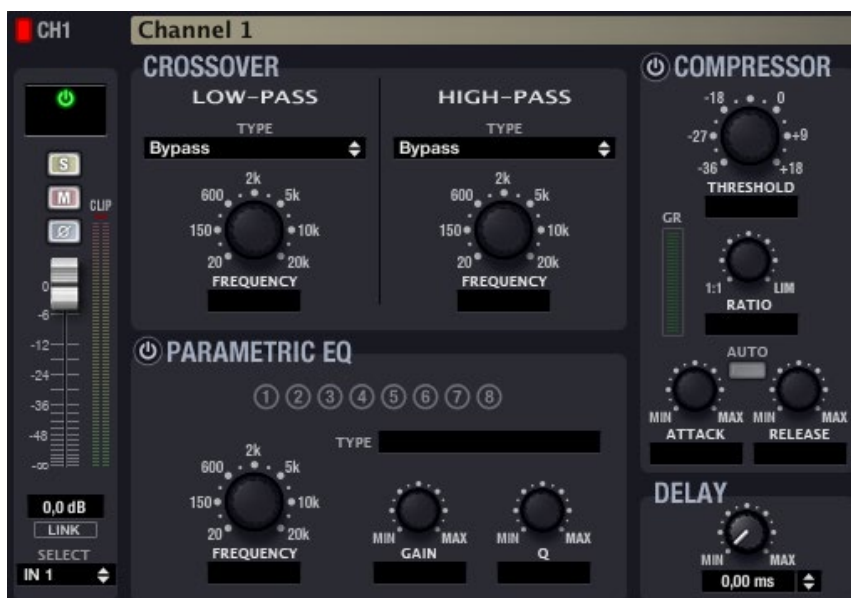 CH1
Channel 1
S
M
CLIP
0
-6
-12
-24
-36
-48
-∞
0,0 dB
LINK
SELECT
IN 1
CROSSOVER
LOW-PASS
TYPE
Bypass
2k
600 5k
150 10k
20 20k
FREQUENCY
HIGH-PASS
TYPE
Bypass
2k
600 5k
150 10k
20 20k
FREQUENCY
PARAMETRIC EQ
1 2 3 4 5 6 7 8
TYPE
2k
600 5k
150 10k
20 20k
FREQUENCY
MIN MAX
GAIN
MIN MAX
Q
COMPRESSOR
-18 0
-27 +9
-36 +18
THRESHOLD
GR
1:1 LIM
RATIO
AUTO
MIN MAX
ATTACK
MIN MAX
RELEASE
DELAY
MIN MAX
0,00 ms